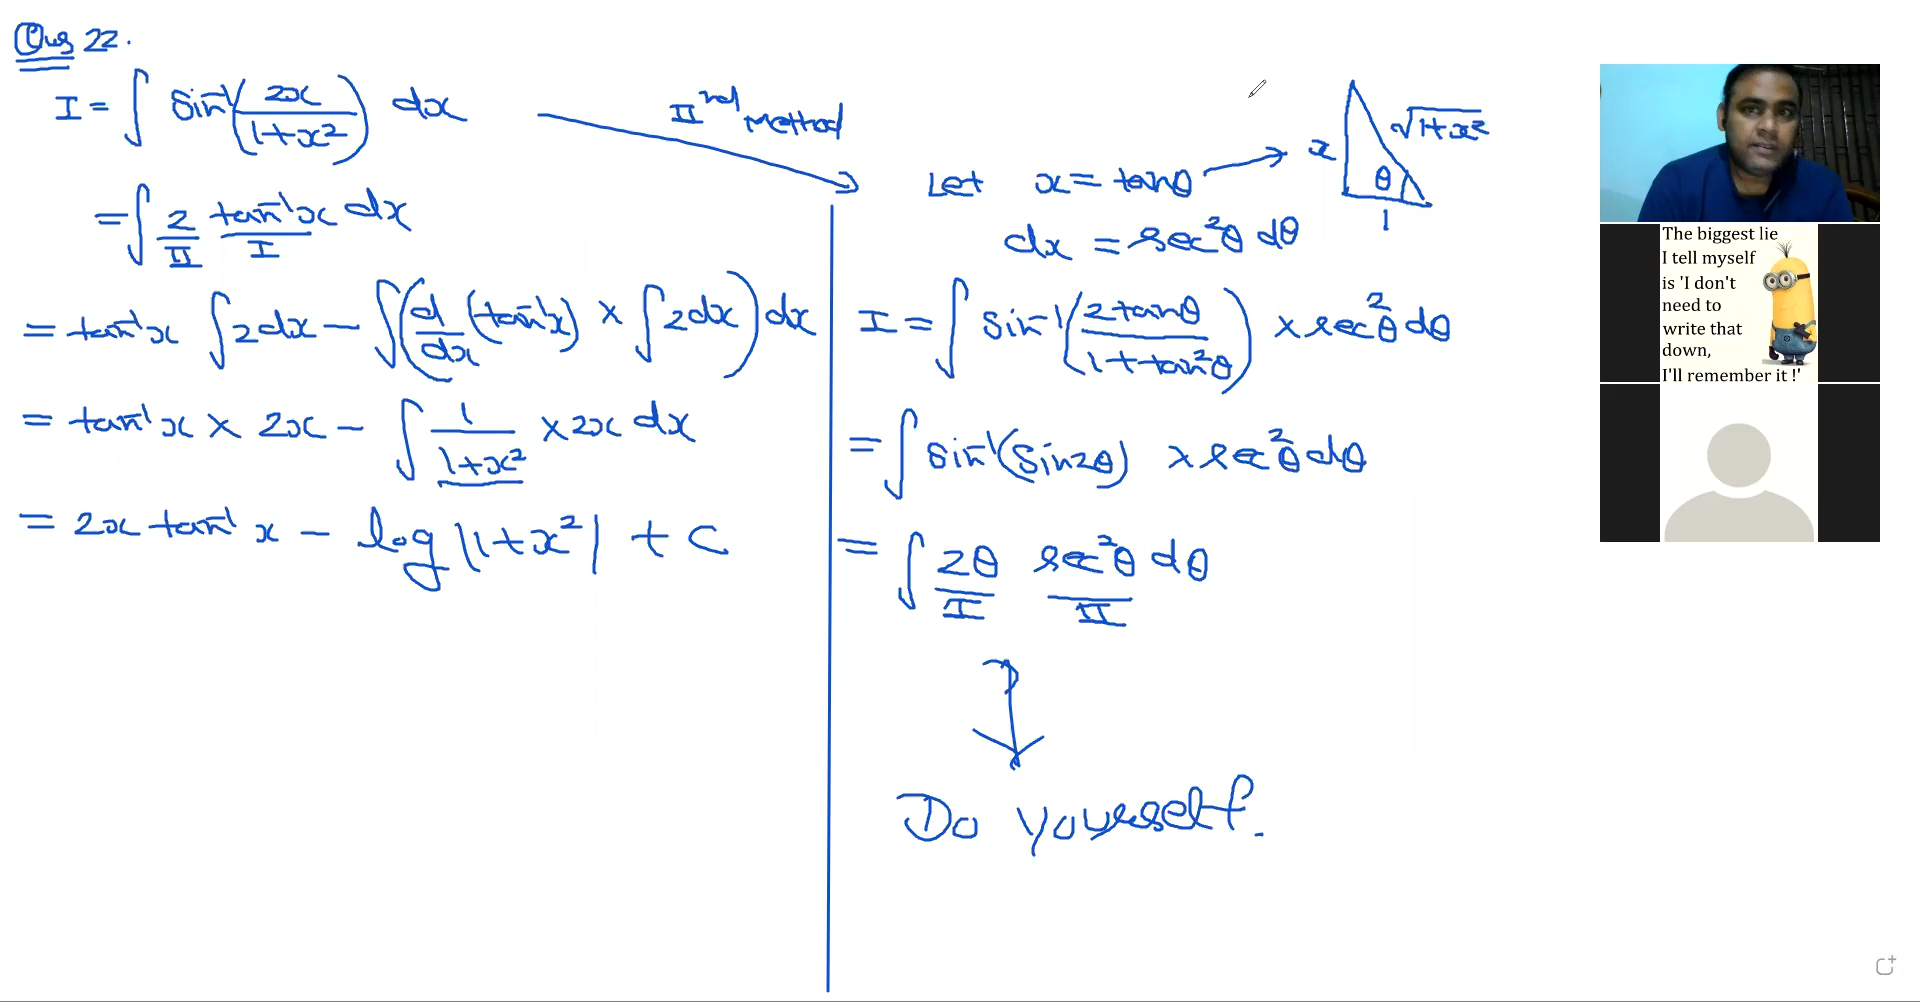 Ques 22.
I = ∫ sin⁻¹(2x/(1+x²)) dx
= ∫ 2/II tan⁻¹x/I dx
= tan⁻¹x ∫2dx − ∫(d/dx (tan⁻¹x) × ∫2dx) dx
= tan⁻¹x × 2x − ∫ 1/(1+x²) × 2x dx
= 2x tan⁻¹x − log |1+x²| + C
IInd Method
Let x = tanθ
x
√1+x²
θ
1
dx = sec²θ dθ
I = ∫ sin⁻¹(2tanθ/(1+tan²θ)) × sec²θ dθ
= ∫ sin⁻¹(sin2θ) × sec²θ dθ
= ∫ 2θ/I sec²θ/II dθ
Do yourself.
The biggest lie
I tell myself
is 'I don't
need to
write that
down,
I'll remember it !'